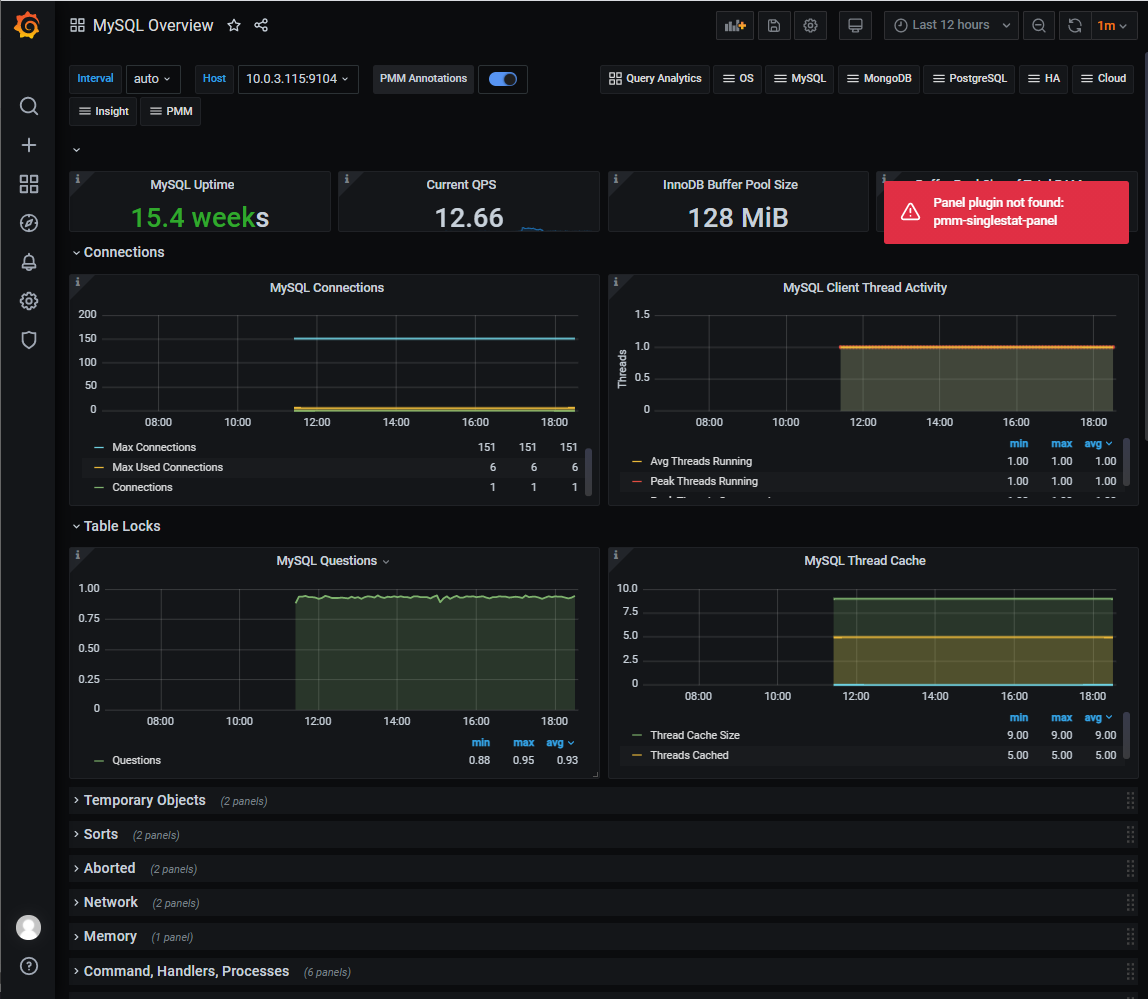 MySQL Overview
Last 12 hours
1m
Interval auto Host 10.0.3.115:9104 PMM Annotations
Query Analytics OS MySQL MongoDB PostgreSQL HA Cloud
Insight PMM
MySQL Uptime
15.4 weeks
Current QPS
12.66
InnoDB Buffer Pool Size
128 MiB
Panel plugin not found:
pmm-singlestat-panel
Connections
MySQL Connections
200
150
100
50
0
08:00 10:00 12:00 14:00 16:00 18:00
Max Connections 151 151 151
Max Used Connections 6 6 6
Connections 1 1 1
MySQL Client Thread Activity
Threads
1.5
1.0
0.5
0
08:00 10:00 12:00 14:00 16:00 18:00
min max avg
Avg Threads Running 1.00 1.00 1.00
Peak Threads Running 1.00 1.00 1.00
Table Locks
MySQL Questions
1.00
0.75
0.50
0.25
0
08:00 10:00 12:00 14:00 16:00 18:00
min max avg
Questions 0.88 0.95 0.93
MySQL Thread Cache
10.0
7.5
5.0
2.5
0
08:00 10:00 12:00 14:00 16:00 18:00
min max avg
Thread Cache Size 9.00 9.00 9.00
Threads Cached 5.00 5.00 5.00
Temporary Objects (2 panels)
Sorts (2 panels)
Aborted (2 panels)
Network (2 panels)
Memory (1 panel)
Command, Handlers, Processes (6 panels)